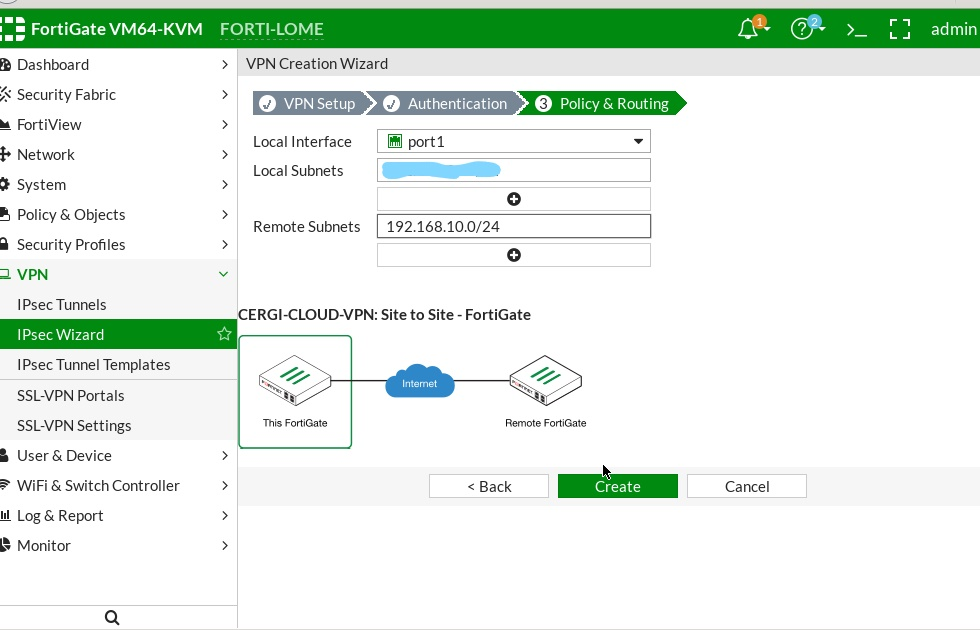 FortiGate VM64-KVM FORTI-LOME 1 2 >_ admin
Dashboard
Security Fabric
FortiView
Network
System
Policy & Objects
Security Profiles
VPN
IPsec Tunnels
IPsec Wizard
IPsec Tunnel Templates
SSL-VPN Portals
SSL-VPN Settings
User & Device
WiFi & Switch Controller
Log & Report
Monitor
VPN Creation Wizard
VPN Setup Authentication 3 Policy & Routing
Local Interface port1
Local Subnets
Remote Subnets 192.168.10.0/24
CERGI-CLOUD-VPN: Site to Site - FortiGate
Internet
This FortiGate Remote FortiGate
< Back Create Cancel